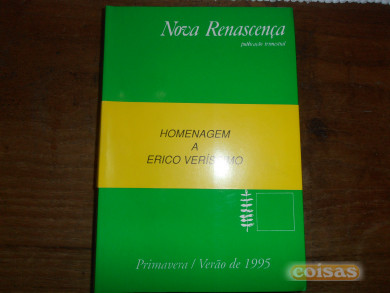 Nova Renascença
publicação trimestral
HOMENAGEM
A
ERICO VERÍSSIMO
Primavera / Verão de 1995
coisas